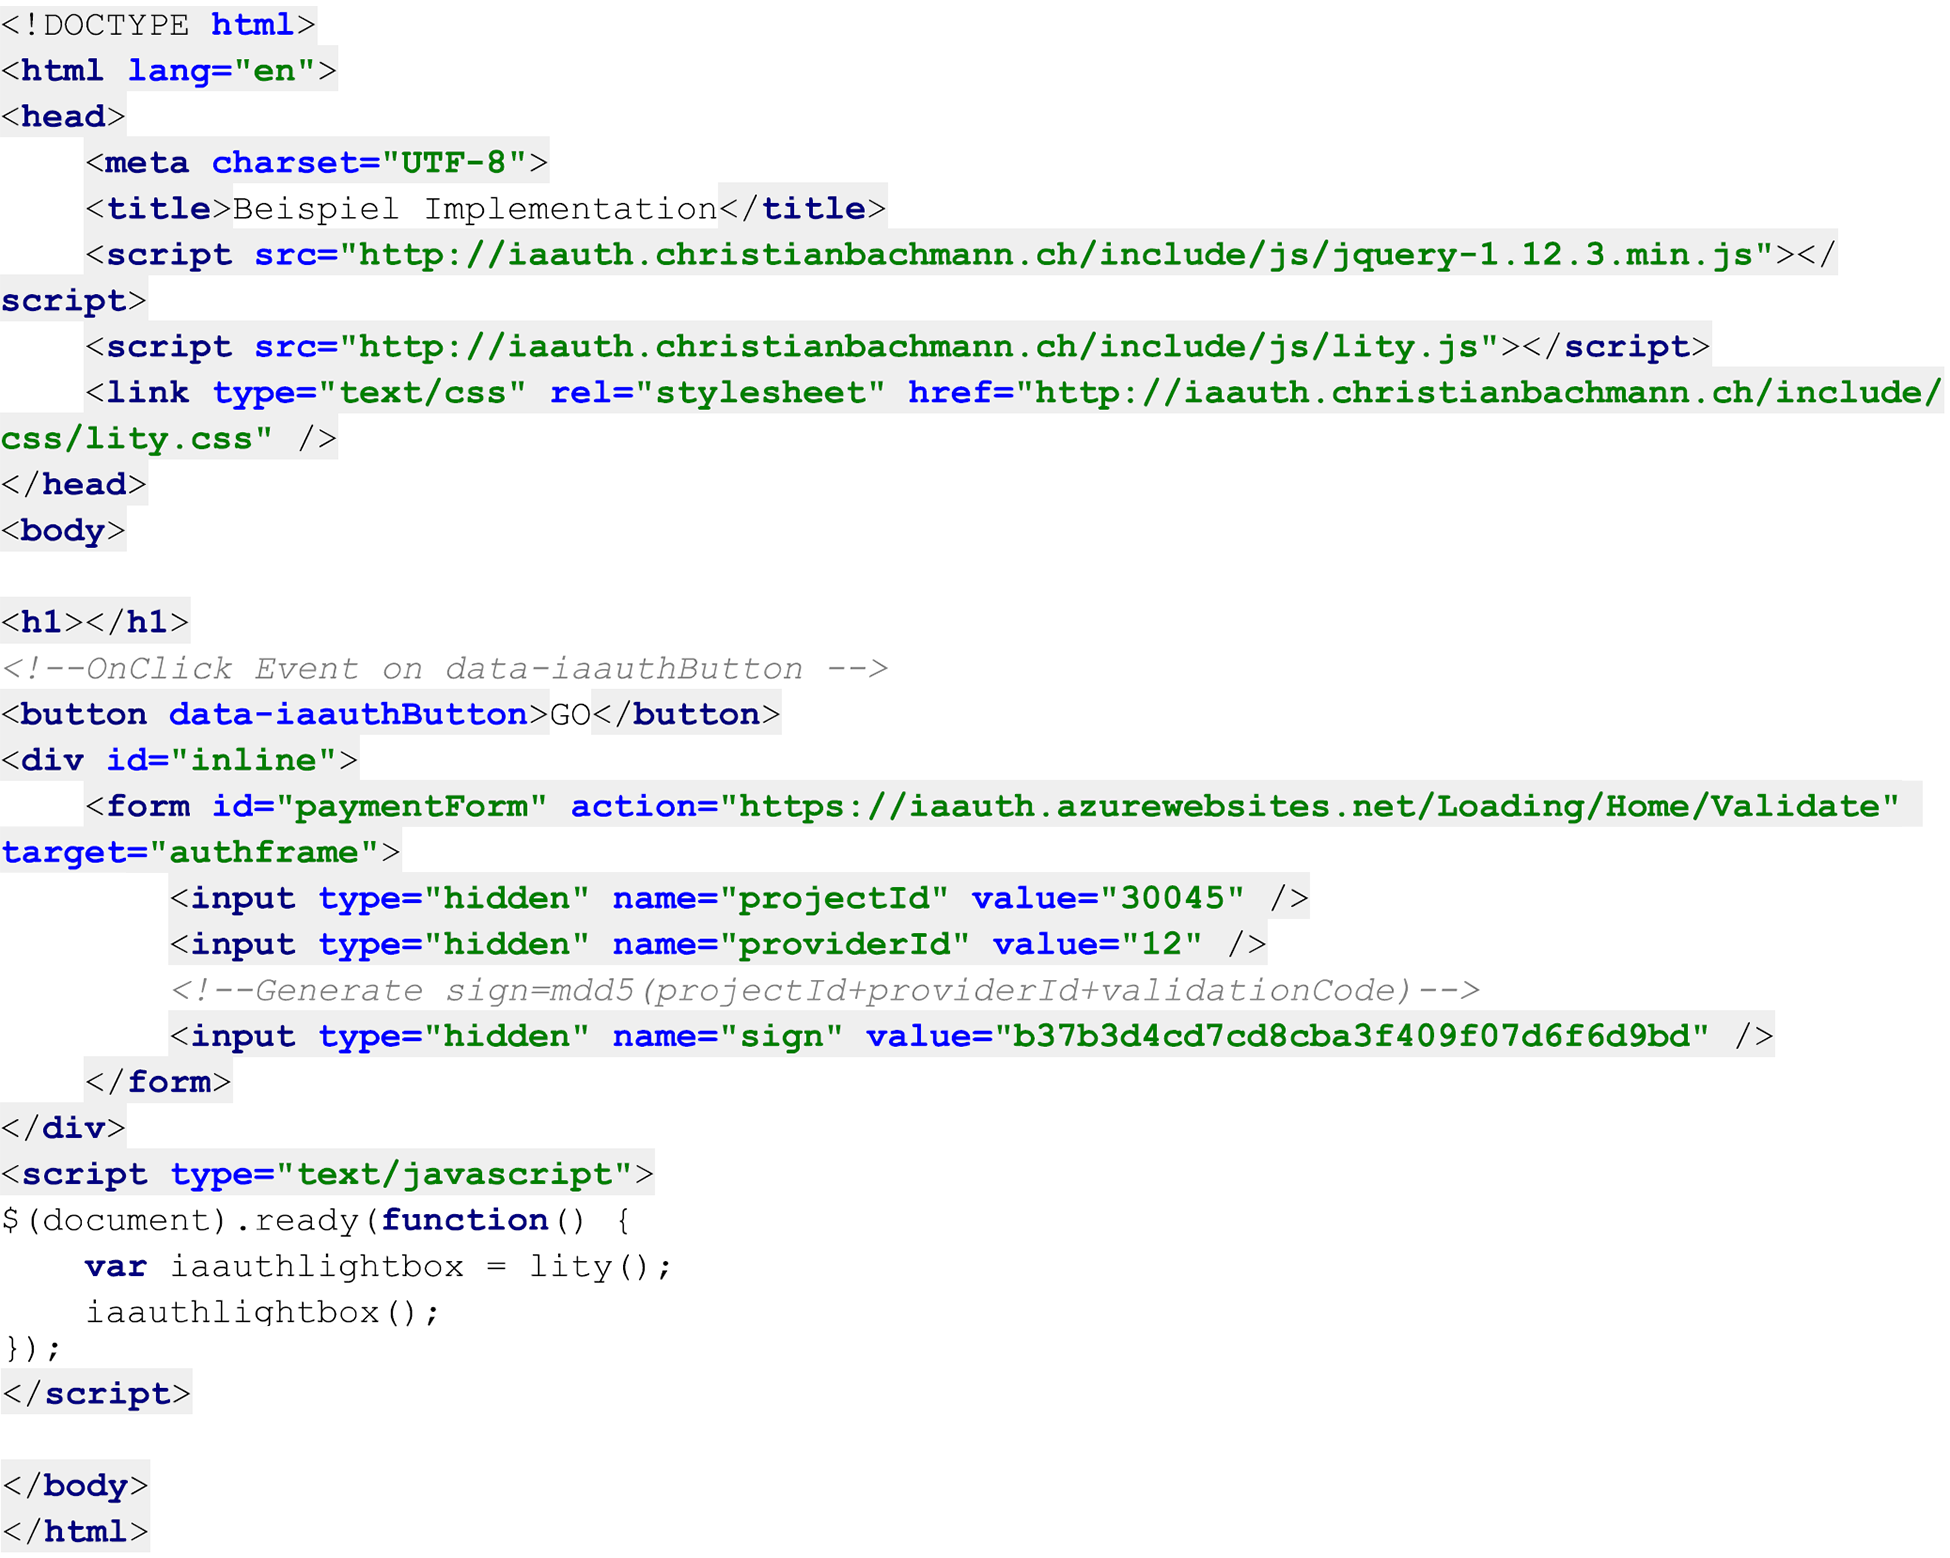 <!DOCTYPE html>
<html lang="en">
<head>
    <meta charset="UTF-8">
    <title>Beispiel Implementation</title>
    <script src="http://iaauth.christianbachmann.ch/include/js/jquery-1.12.3.min.js"></
script>
    <script src="http://iaauth.christianbachmann.ch/include/js/lity.js"></script>
    <link type="text/css" rel="stylesheet" href="http://iaauth.christianbachmann.ch/include/
css/lity.css" />
</head>
<body>
<h1></h1>
<!--OnClick Event on data-iaauthButton -->
<button data-iaauthButton>GO</button>
<div id="inline">
    <form id="paymentForm" action="https://iaauth.azurewebsites.net/Loading/Home/Validate"
target="authframe">
        <input type="hidden" name="projectId" value="30045" />
        <input type="hidden" name="providerId" value="12" />
        <!--Generate sign=mdd5(projectId+providerId+validationCode)-->
        <input type="hidden" name="sign" value="b37b3d4cd7cd8cba3f409f07d6f6d9bd" />
    </form>
</div>
<script type="text/javascript">
$(document).ready(function() {
    var iaauthlightbox = lity();
    iaauthlightbox();
});
</script>
</body>
</html>